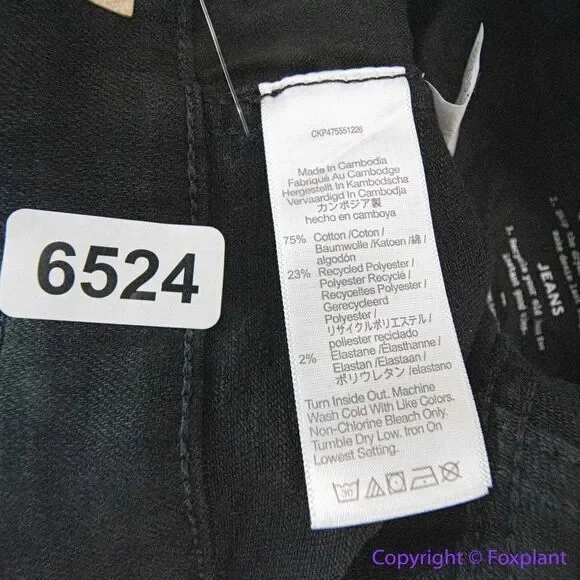 CKP475551226
Made In Cambodia
Fabriqué Au Cambodge
Hergestellt In Kambodscha
Vervaardigd In Cambodja
カンボジア製
hecho en camboya
75% Cotton /Coton /
Baumwolle /Katoen /綿 /
algodón
23% Recycled Polyester /
Polyester Recyclé /
Recyceltes Polyester /
Gerecycleerd
Polyester /
リサイクルポリエステル /
poliester reciclado
2% Elastane /Élasthanne /
Elastan /Elastaan /
ポリウレタン /elastano
Turn Inside Out. Machine
Wash Cold With Like Colors.
Non-Chlorine Bleach Only.
Tumble Dry Low. Iron On
Lowest Setting.
30
6524
JEANS
Copyright © Foxplant